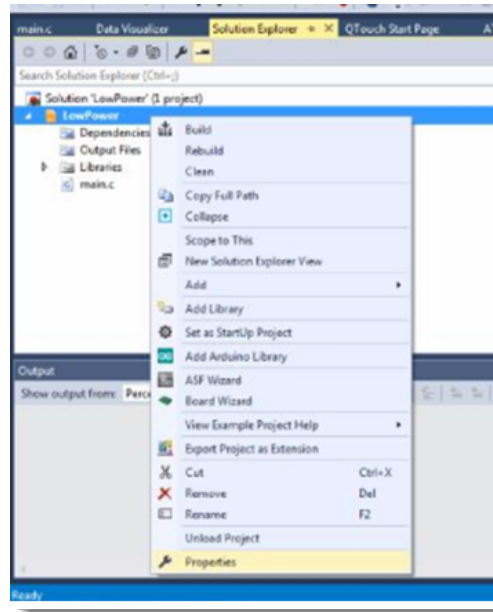 main.c Data Visualizer Solution Explorer QTouch Start Page
Search Solution Explorer (Ctrl+;)
Solution 'LowPower' (1 project)
LowPower
Dependencies
Output Files
Libraries
main.c
Build
Rebuild
Clean
Copy Full Path
Collapse
Scope to This
New Solution Explorer View
Add
Add Library
Set as StartUp Project
Add Arduino Library
ASF Wizard
Board Wizard
View Example Project Help
Export Project as Extension
Cut Ctrl+X
Remove Del
Rename F2
Unload Project
Properties
Output
Show output from: Perce
Ready